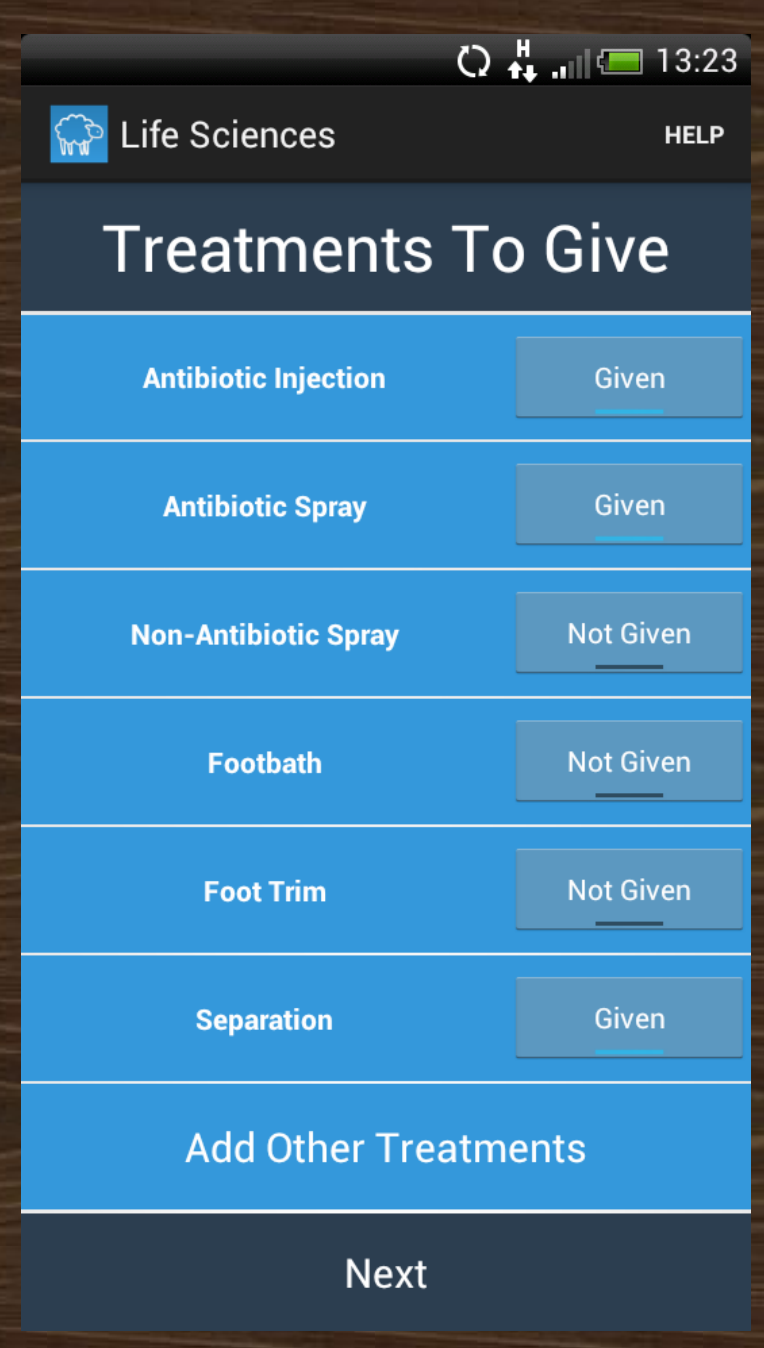 H
13:23
Life Sciences
HELP
Treatments To Give
Antibiotic Injection
Given
Antibiotic Spray
Given
Non-Antibiotic Spray
Not Given
Footbath
Not Given
Foot Trim
Not Given
Separation
Given
Add Other Treatments
Next